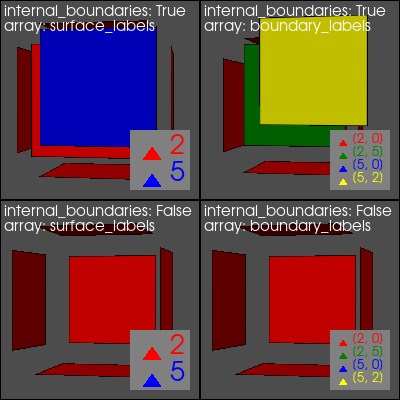 internal_boundaries: True
array: surface_labels
2
5
internal_boundaries: True
array: boundary_labels
(2, 0)
(2, 5)
(5, 0)
(5, 2)
internal_boundaries: False
array: surface_labels
2
5
internal_boundaries: False
array: boundary_labels
(2, 0)
(2, 5)
(5, 0)
(5, 2)